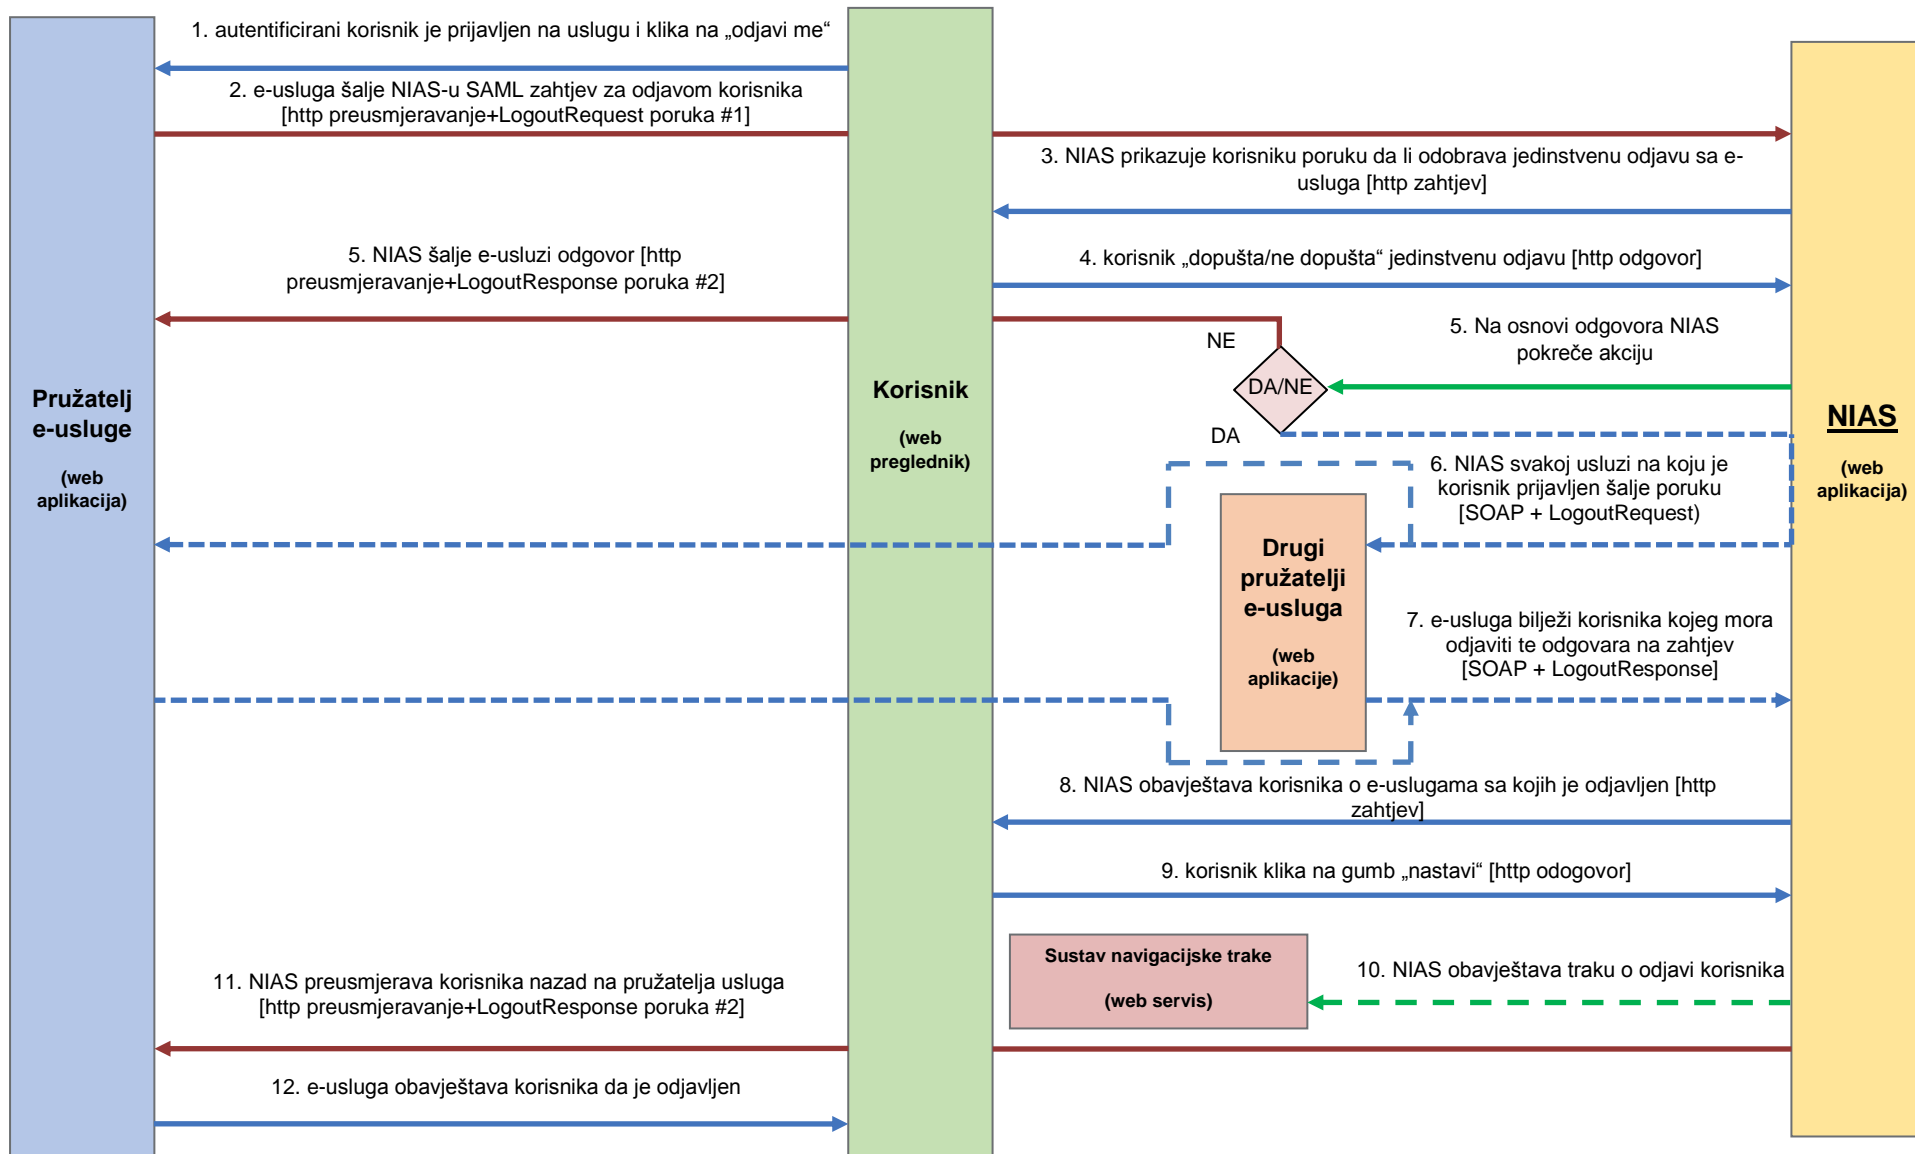 1. autentificirani korisnik je prijavljen na uslugu i klika na „odjavi me“
2. e-usluga šalje NIAS-u SAML zahtjev za odjavom korisnika
[http preusmjeravanje+LogoutRequest poruka #1]
3. NIAS prikazuje korisniku poruku da li odobrava jedinstvenu odjavu sa e-
usluga [http zahtjev]
5. NIAS šalje e-usluzi odgovor [http
preusmjeravanje+LogoutResponse poruka #2]
4. korisnik „dopušta/ne dopušta“ jedinstvenu odjavu [http odgovor]
NE
5. Na osnovi odgovora NIAS
pokreče akciju
DA/NE
DA
Pružatelj
e-usluge
(web
aplikacija)
Korisnik
(web
preglednik)
NIAS
(web
aplikacija)
6. NIAS svakoj usluzi na koju je
korisnik prijavljen šalje poruku
[SOAP + LogoutRequest)
Drugi
pružatelji
e-usluga
(web
aplikacije)
7. e-usluga bilježi korisnika kojeg mora
odjaviti te odgovara na zahtjev
[SOAP + LogoutResponse]
8. NIAS obavještava korisnika o e-uslugama sa kojih je odjavljen [http
zahtjev]
9. korisnik klika na gumb „nastavi“ [http odogovor]
Sustav navigacijske trake
(web servis)
10. NIAS obavještava traku o odjavi korisnika
11. NIAS preusmjerava korisnika nazad na pružatelja usluga
[http preusmjeravanje+LogoutResponse poruka #2]
12. e-usluga obavještava korisnika da je odjavljen